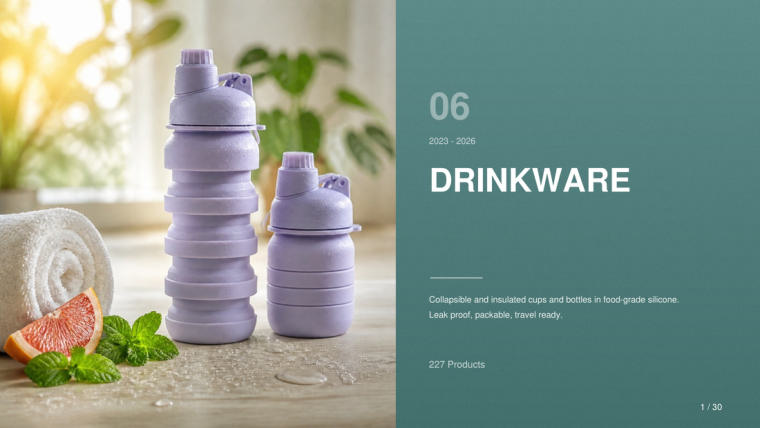 06
2023 - 2026
DRINKWARE
Collapsible and insulated cups and bottles in food-grade silicone.
Leak proof, packable, travel ready.
227 Products
1 / 30